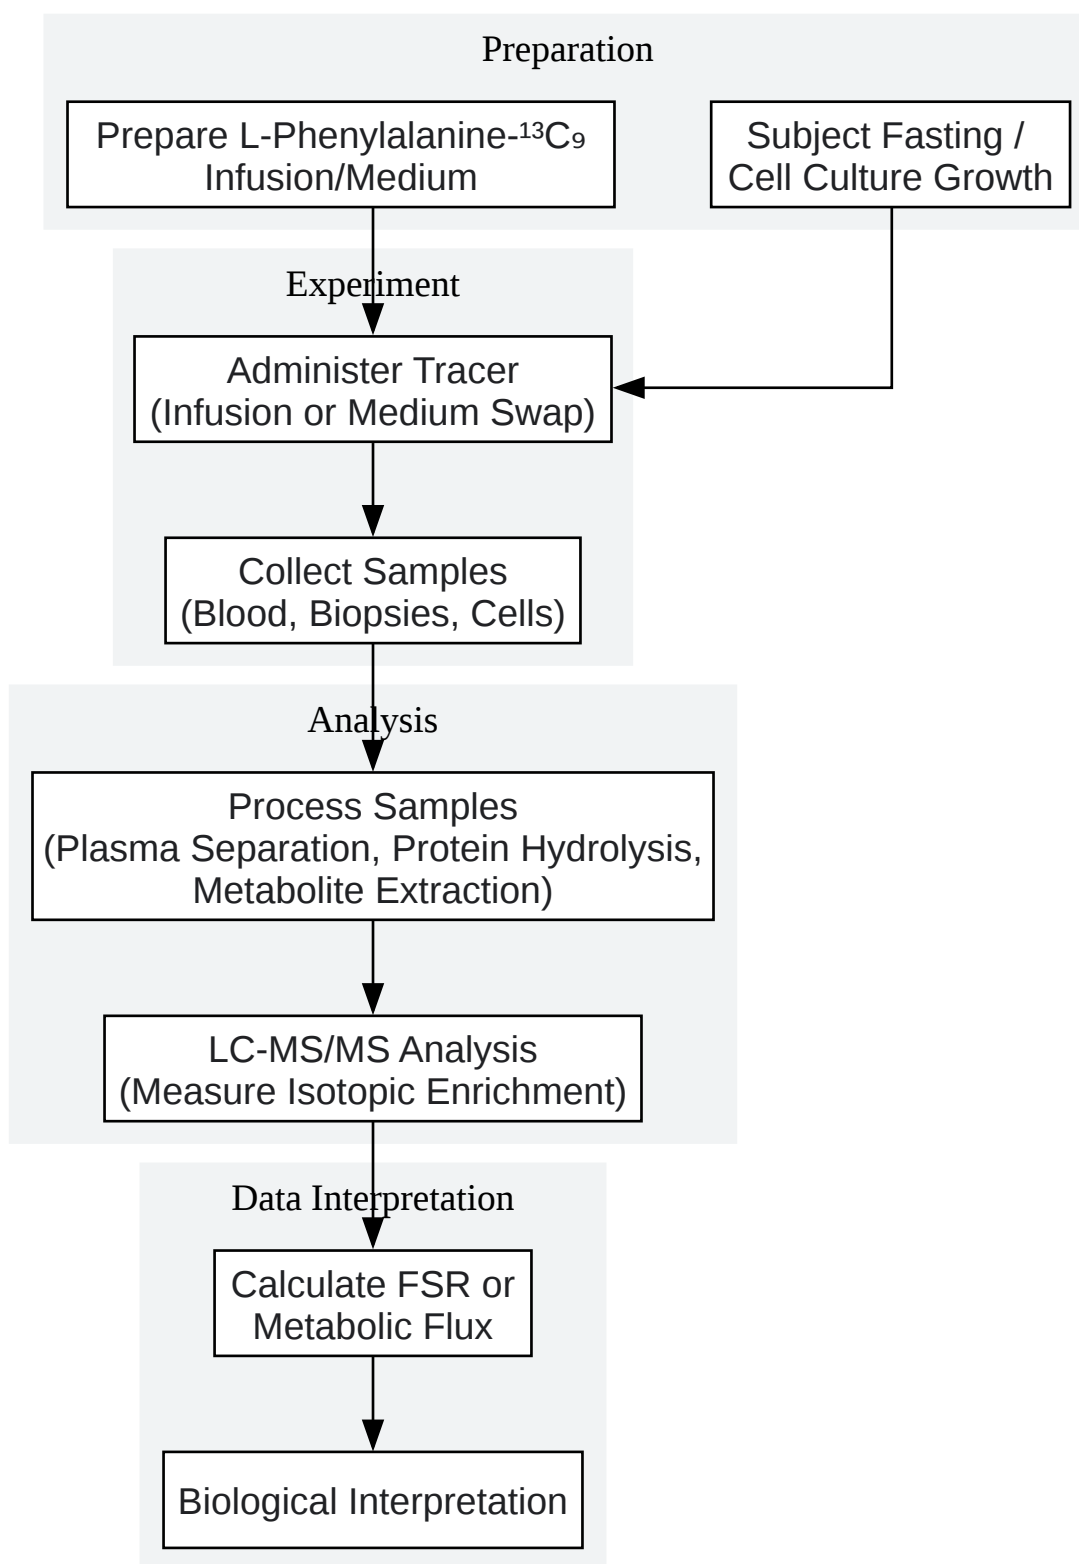 Preparation
Prepare L-Phenylalanine-¹³C₉
Infusion/Medium
Subject Fasting /
Cell Culture Growth
Experiment
Administer Tracer
(Infusion or Medium Swap)
Collect Samples
(Blood, Biopsies, Cells)
Analysis
Process Samples
(Plasma Separation, Protein Hydrolysis,
Metabolite Extraction)
LC-MS/MS Analysis
(Measure Isotopic Enrichment)
Data Interpretation
Calculate FSR or
Metabolic Flux
Biological Interpretation